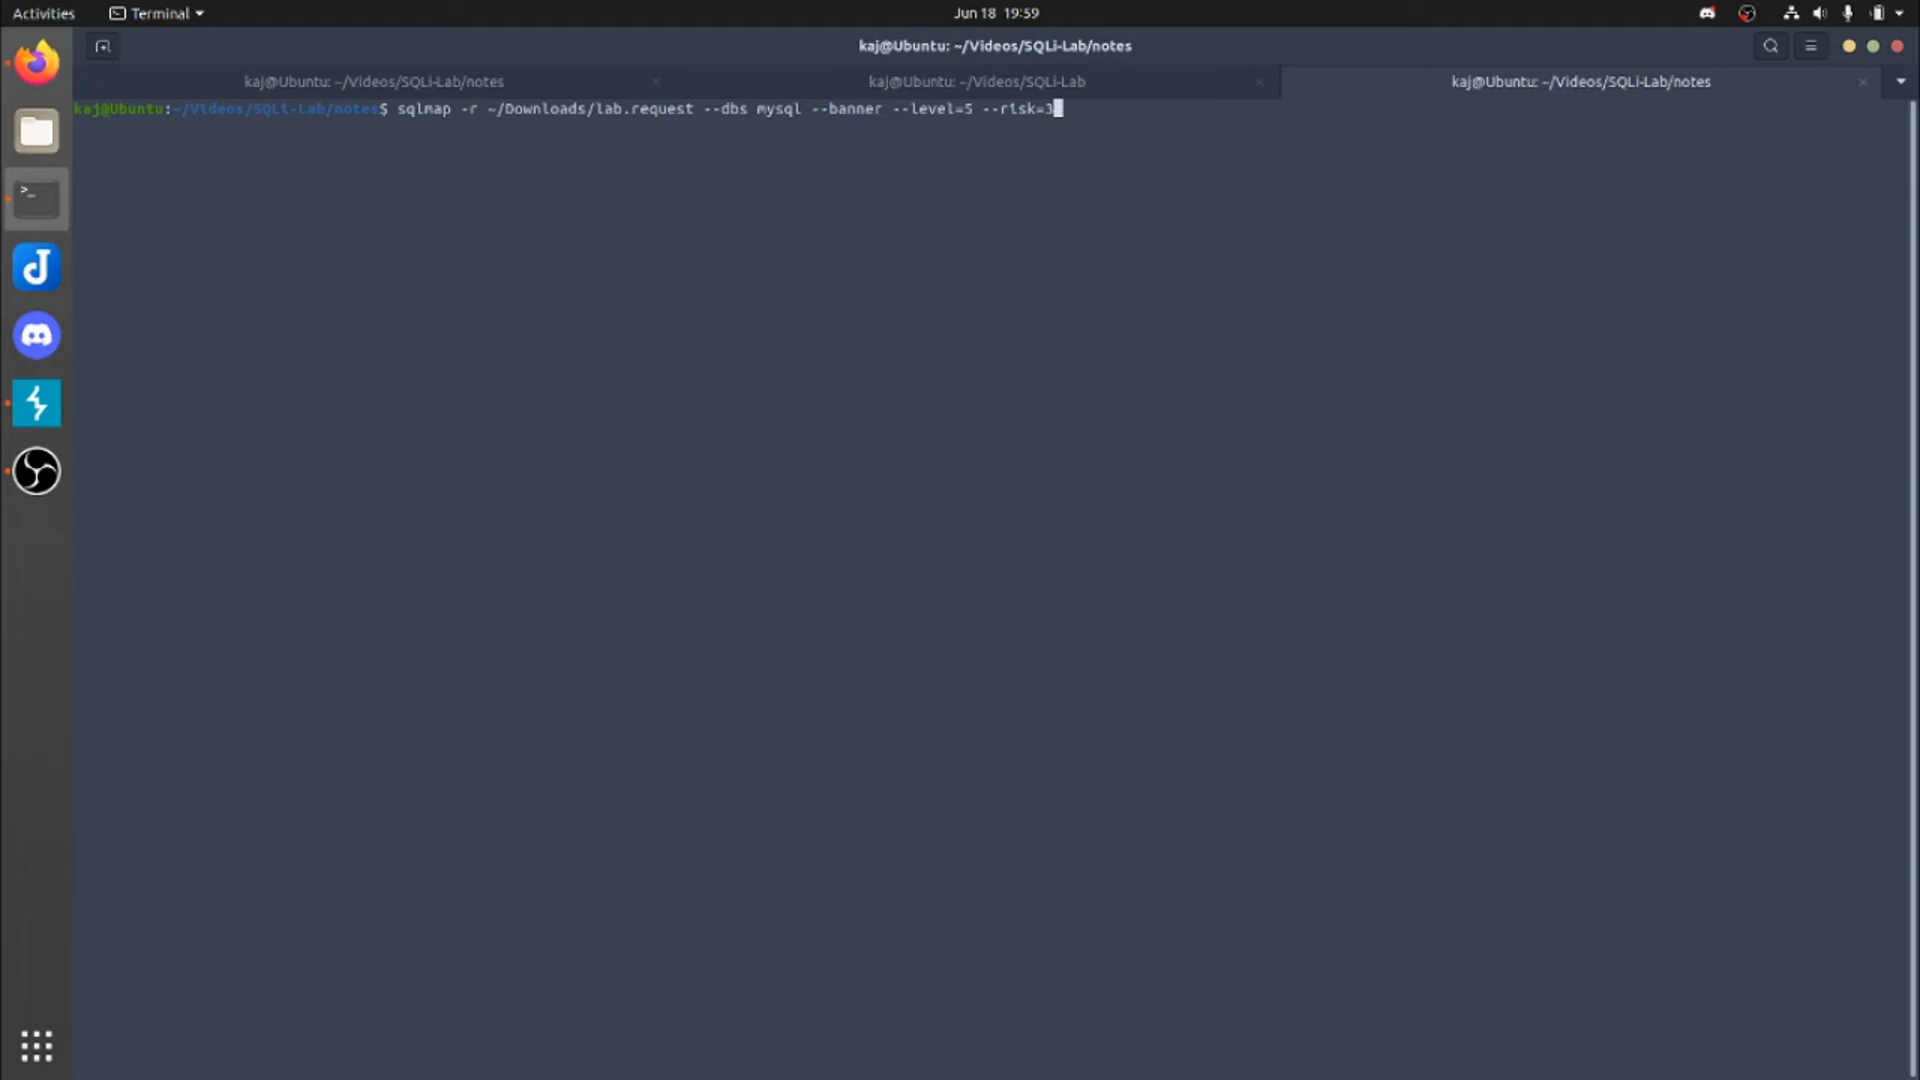 Activities Terminal Jun 18 19:59
kaj@Ubuntu: ~/Videos/SQLi-Lab/notes
kaj@Ubuntu: ~/Videos/SQLi-Lab/notes kaj@Ubuntu: ~/Videos/SQLi-Lab kaj@Ubuntu: ~/Videos/SQLi-Lab/notes
kaj@Ubuntu:~/Videos/SQLi-Lab/notes$ sqlmap -r ~/Downloads/lab.request --dbs mysql --banner --level=5 --risk=3